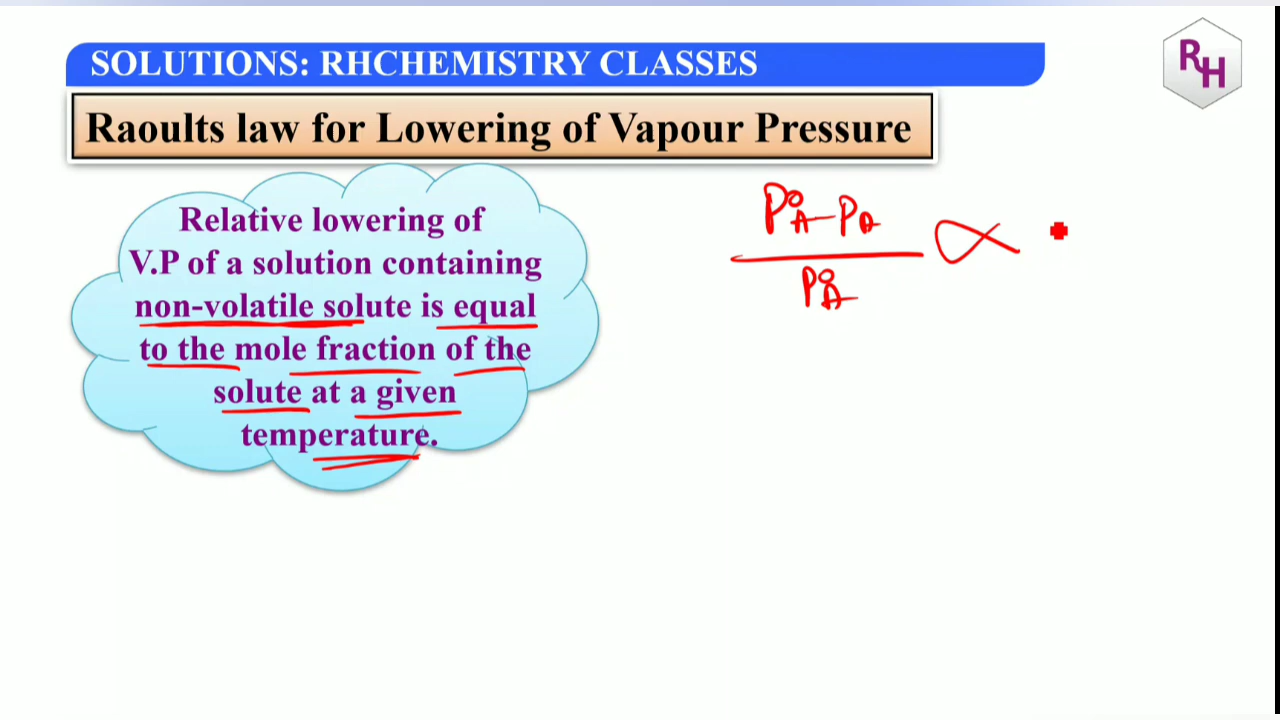 SOLUTIONS: RHCHEMISTRY CLASSES
RH
Raoults law for Lowering of Vapour Pressure
Relative lowering of
V.P of a solution containing
non-volatile solute is equal
to the mole fraction of the
solute at a given
temperature.
P°A - PA ∝
P°A